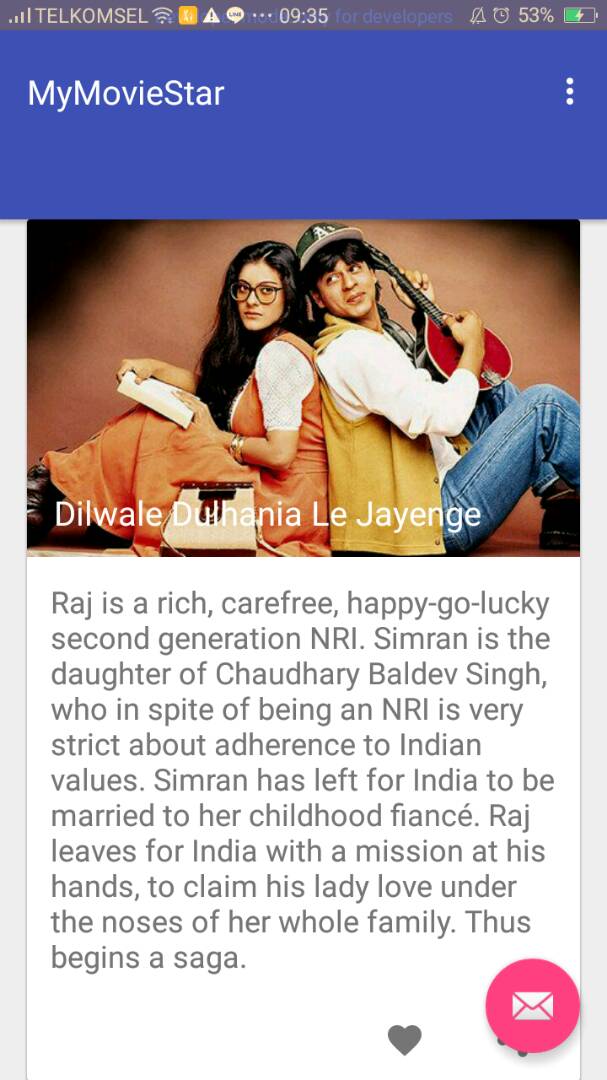 TELKOMSEL 09:35 for developers 53%
MyMovieStar
A's
Dilwale Dulhania Le Jayenge
Raj is a rich, carefree, happy-go-lucky
second generation NRI. Simran is the
daughter of Chaudhary Baldev Singh,
who in spite of being an NRI is very
strict about adherence to Indian
values. Simran has left for India to be
married to her childhood fiancé. Raj
leaves for India with a mission at his
hands, to claim his lady love under
the noses of her whole family. Thus
begins a saga.